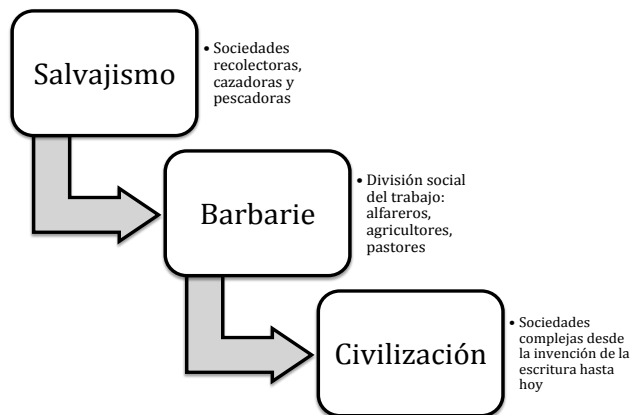 Salvajismo
• Sociedades
recolectoras,
cazadoras y
pescadoras
Barbarie
• División social
del trabajo:
alfareros,
agricultores,
pastores
Civilización
• Sociedades
complejas desde
la invención de la
escritura hasta
hoy